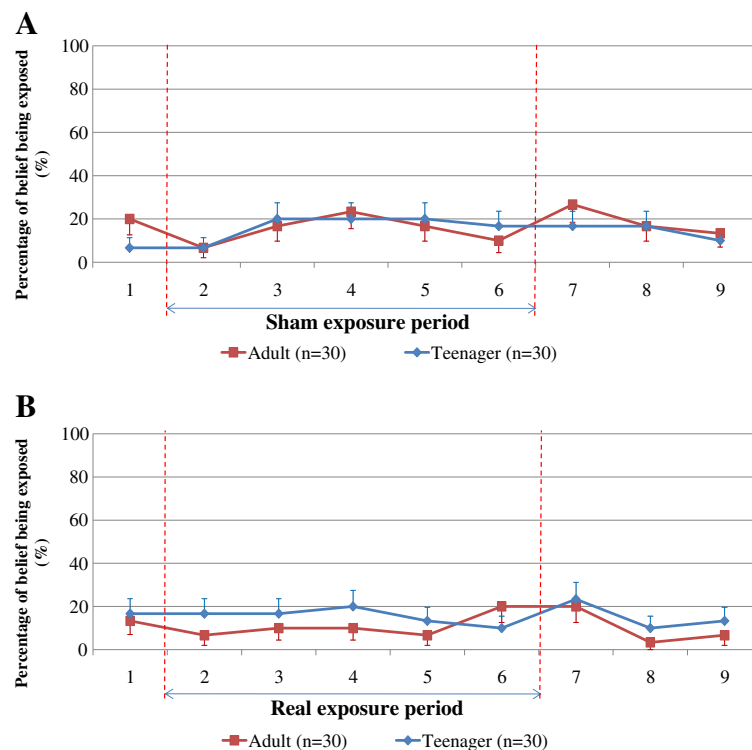 A
Percentage of belief being exposed
(%)
100
80
60
40
20
0
1 2 3 4 5 6 7 8 9
Sham exposure period
Adult (n=30) Teenager (n=30)
B
Percentage of belief being exposed
(%)
100
80
60
40
20
0
1 2 3 4 5 6 7 8 9
Real exposure period
Adult (n=30) Teenager (n=30)